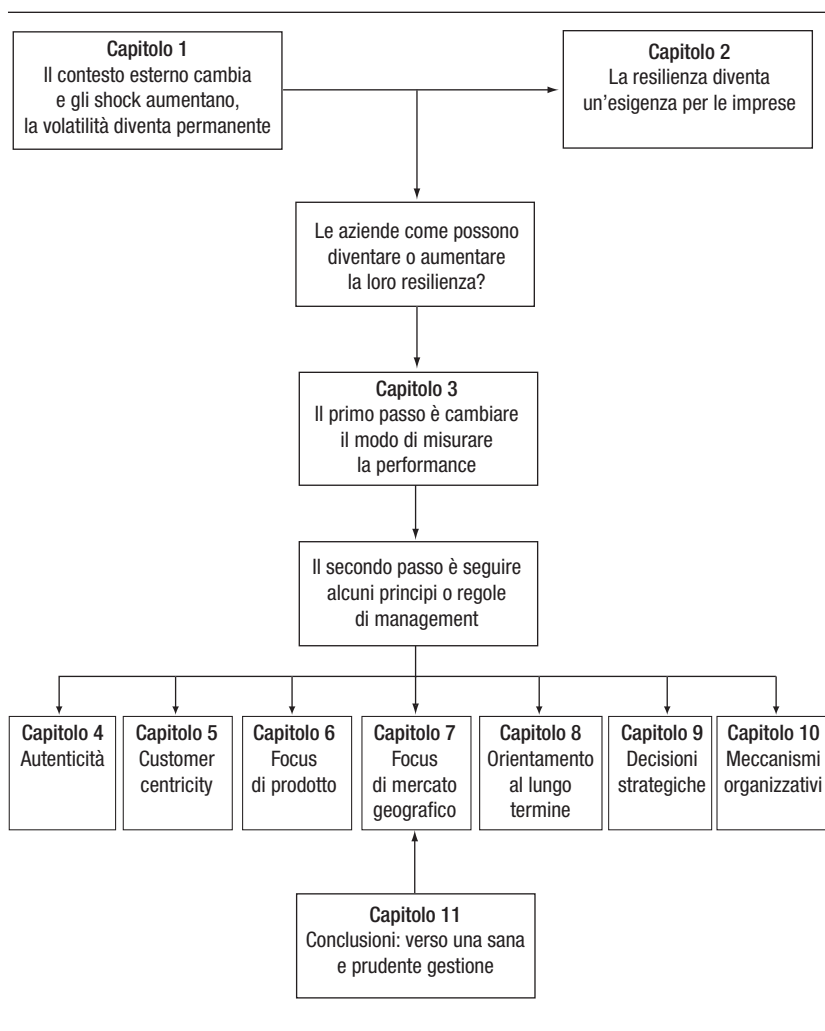 Capitolo 1
Il contesto esterno cambia
e gli shock aumentano,
la volatilità diventa permanente
Capitolo 2
La resilienza diventa
un'esigenza per le imprese
Le aziende come possono
diventare o aumentare
la loro resilienza?
Capitolo 3
Il primo passo è cambiare
il modo di misurare
la performance
Il secondo passo è seguire
alcuni principi o regole
di management
Capitolo 4
Autenticità
Capitolo 5
Customer
centricity
Capitolo 6
Focus
di prodotto
Capitolo 7
Focus
di mercato
geografico
Capitolo 8
Orientamento
al lungo
termine
Capitolo 9
Decisioni
strategiche
Capitolo 10
Meccanismi
organizzativi
Capitolo 11
Conclusioni: verso una sana
e prudente gestione